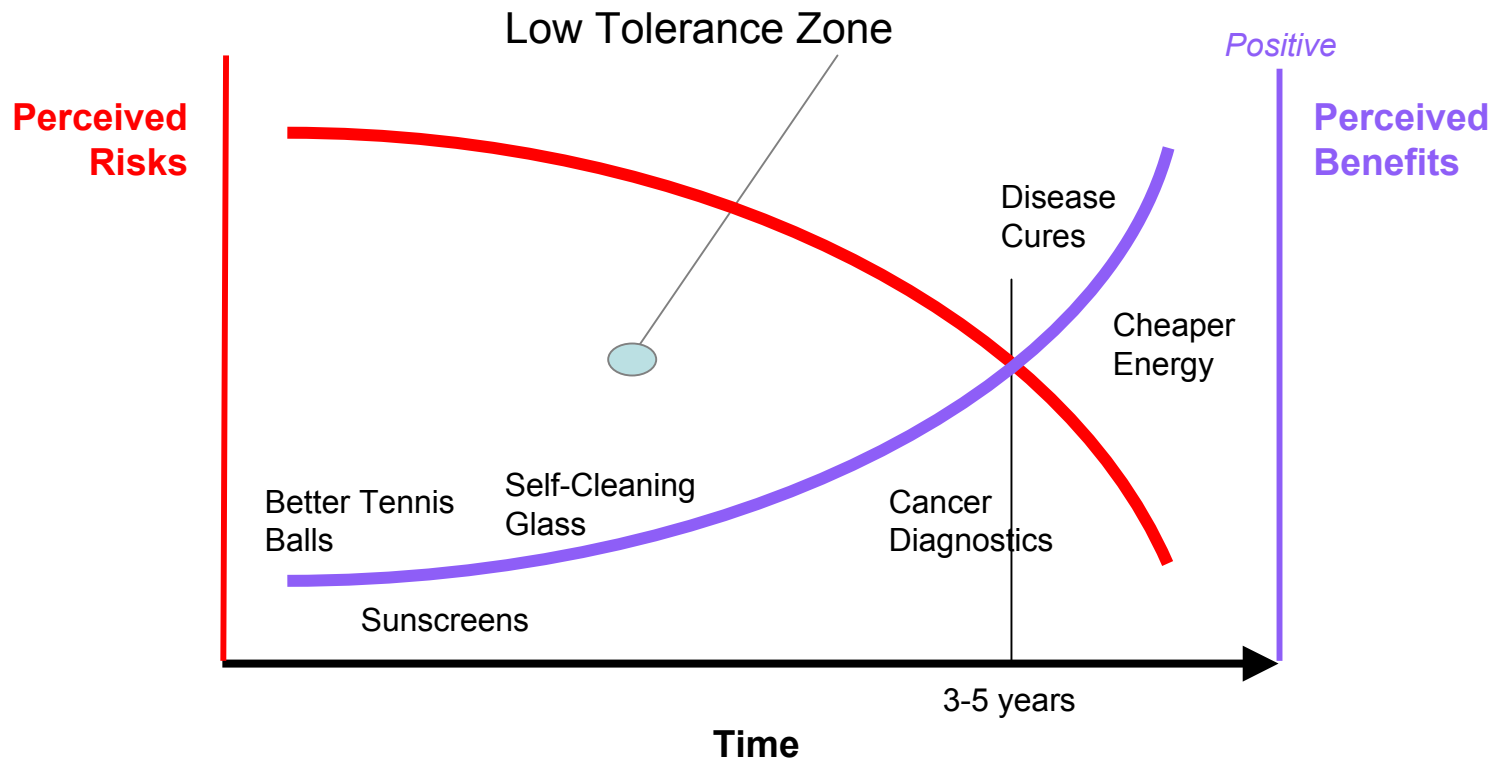 Low Tolerance Zone
Positive
Perceived
Risks
Perceived
Benefits
Disease
Cures
Cheaper
Energy
Better Tennis
Balls
Self-Cleaning
Glass
Cancer
Diagnostics
Sunscreens
3-5 years
Time